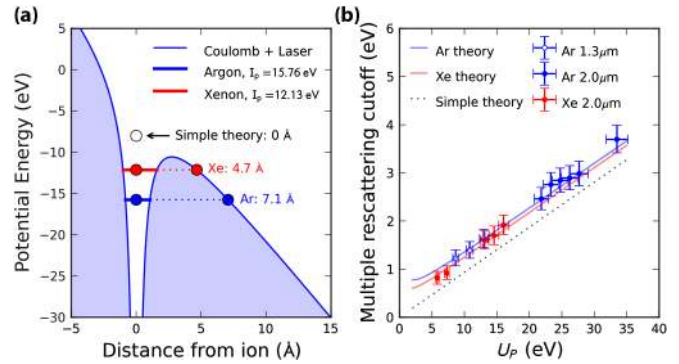 (a)
5
0
−5
−10
−15
−20
−25
−30
−5
0
5
10
15
Potential Energy (eV)
Distance from ion (Å)
Coulomb + Laser
Argon, Iₚ=15.76 eV
Xenon, Iₚ=12.13 eV
Simple theory: 0 Å
Xe: 4.7 Å
Ar: 7.1 Å
(b)
6
5
4
3
2
1
0
0
5
10
15
20
25
30
35
40
Multiple rescattering cutoff (eV)
U_P (eV)
Ar theory
Xe theory
Simple theory
Ar 1.3μm
Ar 2.0μm
Xe 2.0μm